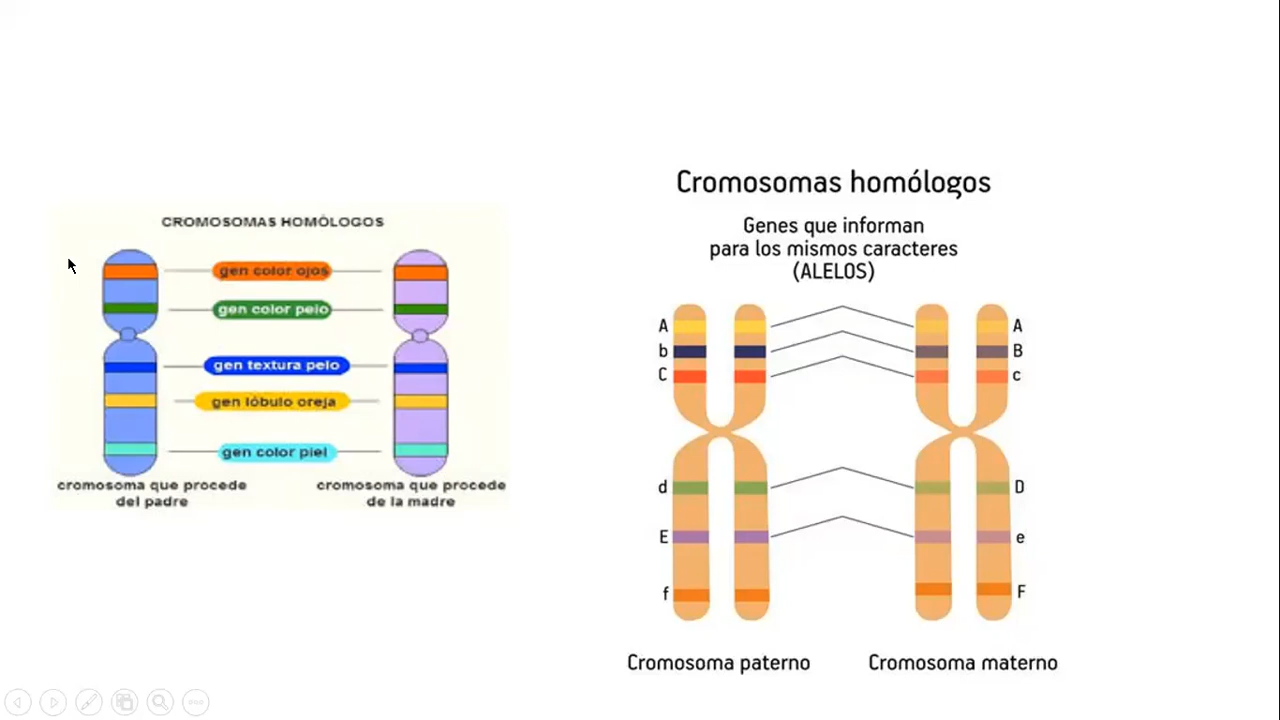 CROMOSOMAS HOMÓLOGOS
gen color ojos
gen color pelo
gen textura pelo
gen lóbulo oreja
gen color piel
cromosoma que procede
del padre
cromosoma que procede
de la madre
Cromosomas homólogos
Genes que informan
para los mismos caracteres
(ALELOS)
A A
b B
C c
d D
E e
f F
Cromosoma paterno
Cromosoma materno